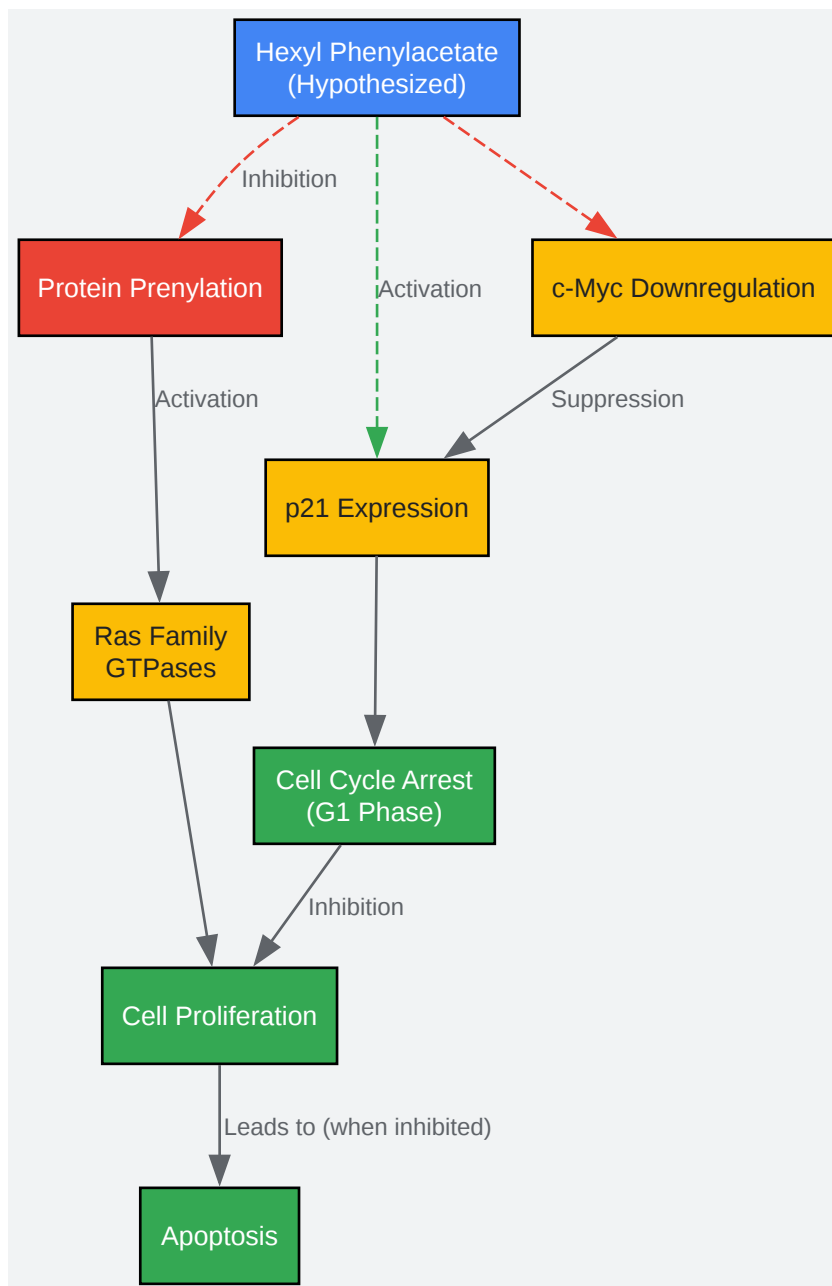 Hexyl Phenylacetate
(Hypothesized)
Inhibition
Protein Prenylation
Activation
c-Myc Downregulation
Activation
Suppression
p21 Expression
Ras Family
GTPases
Cell Cycle Arrest
(G1 Phase)
Inhibition
Cell Proliferation
Leads to (when inhibited)
Apoptosis